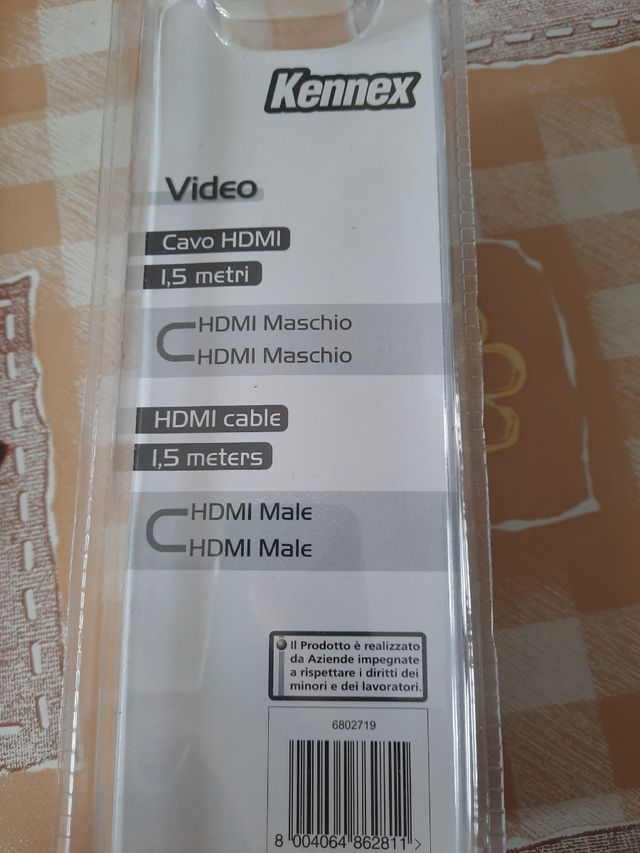 Kennex
Video
Cavo HDMI
1,5 metri
HDMI Maschio
HDMI Maschio
HDMI cable
1,5 meters
HDMI Male
HDMI Male
Il Prodotto è realizzato
da Aziende impegnate
a rispettare i diritti dei
minori e dei lavoratori.
6802719
8 004064 862811 >